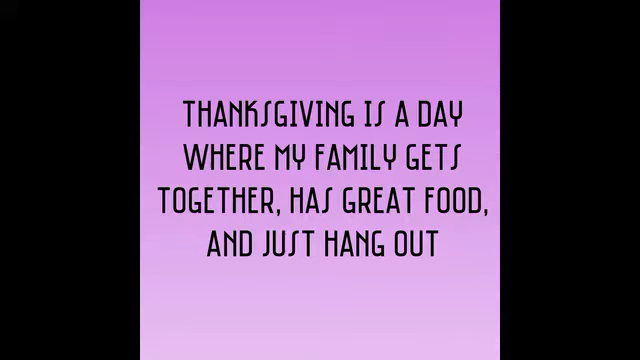 THANKSGIVING IS A DAY
WHERE MY FAMILY GETS
TOGETHER, HAS GREAT FOOD,
AND JUST HANG OUT